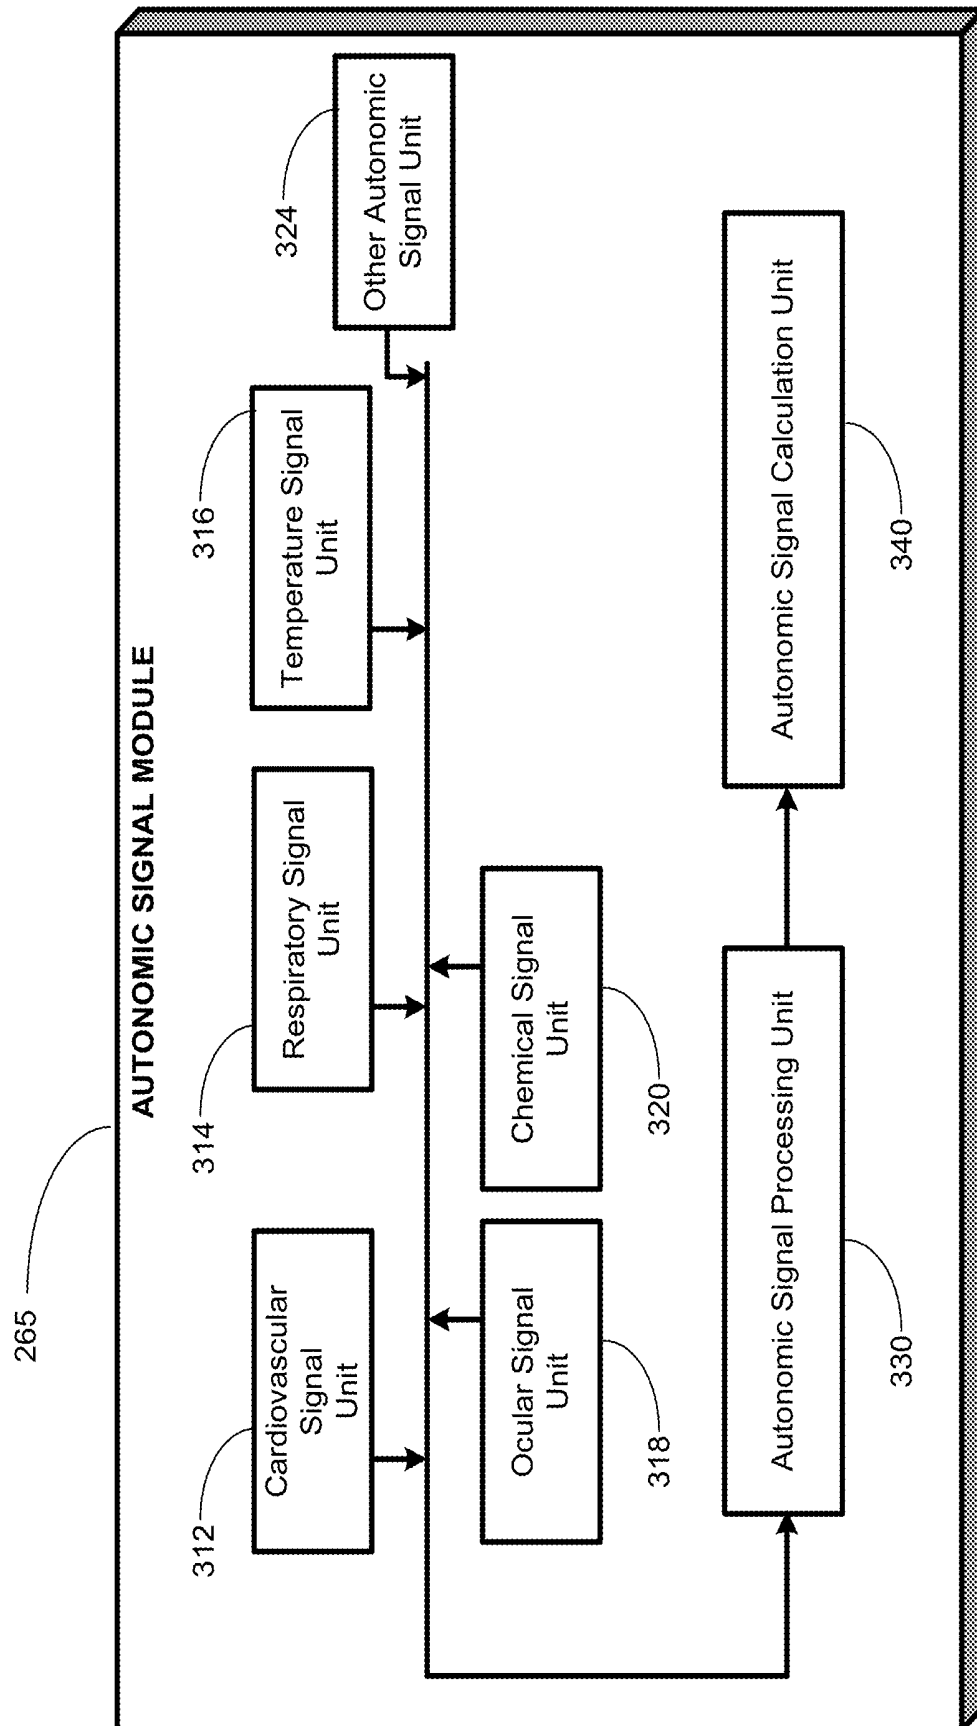 265
AUTONOMIC SIGNAL MODULE
312
Cardiovascular
Signal
Unit
314
Respiratory Signal
Unit
316
Temperature Signal
Unit
324
Other Autonomic
Signal Unit
Ocular Signal
Unit
318
Chemical Signal
Unit
320
Autonomic Signal Processing Unit
330
Autonomic Signal Calculation Unit
340